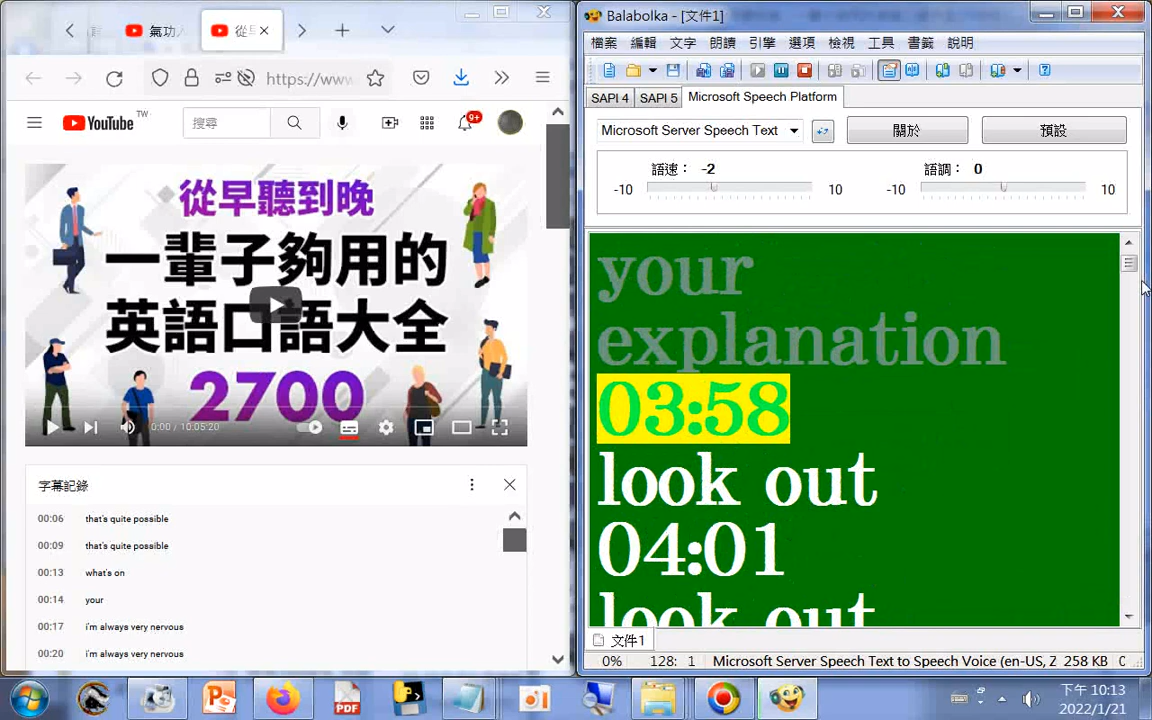 氣功
從
https://www
YouTube TW
搜尋
9+
從早聽到晚
一輩子夠用的
英語口語大全
2700
0:00 / 10:05:20
字幕記錄
00:06 that's quite possible
00:09 that's quite possible
00:13 what's on
00:14 your
00:17 i'm always very nervous
00:20 i'm always very nervous
Balabolka - [文件1]
檔案 編輯 文字 朗讀 引擎 選項 檢視 工具 書籤 說明
SAPI 4 SAPI 5 Microsoft Speech Platform
Microsoft Server Speech Text 關於 預設
語速： -2 語調： 0
-10 10 -10 10
your
explanation
03:58
look out
04:01
look out
文件1
0% 128: 1 Microsoft Server Speech Text to Speech Voice (en-US, Z 258 KB
PDF
下午 10:13
2022/1/21